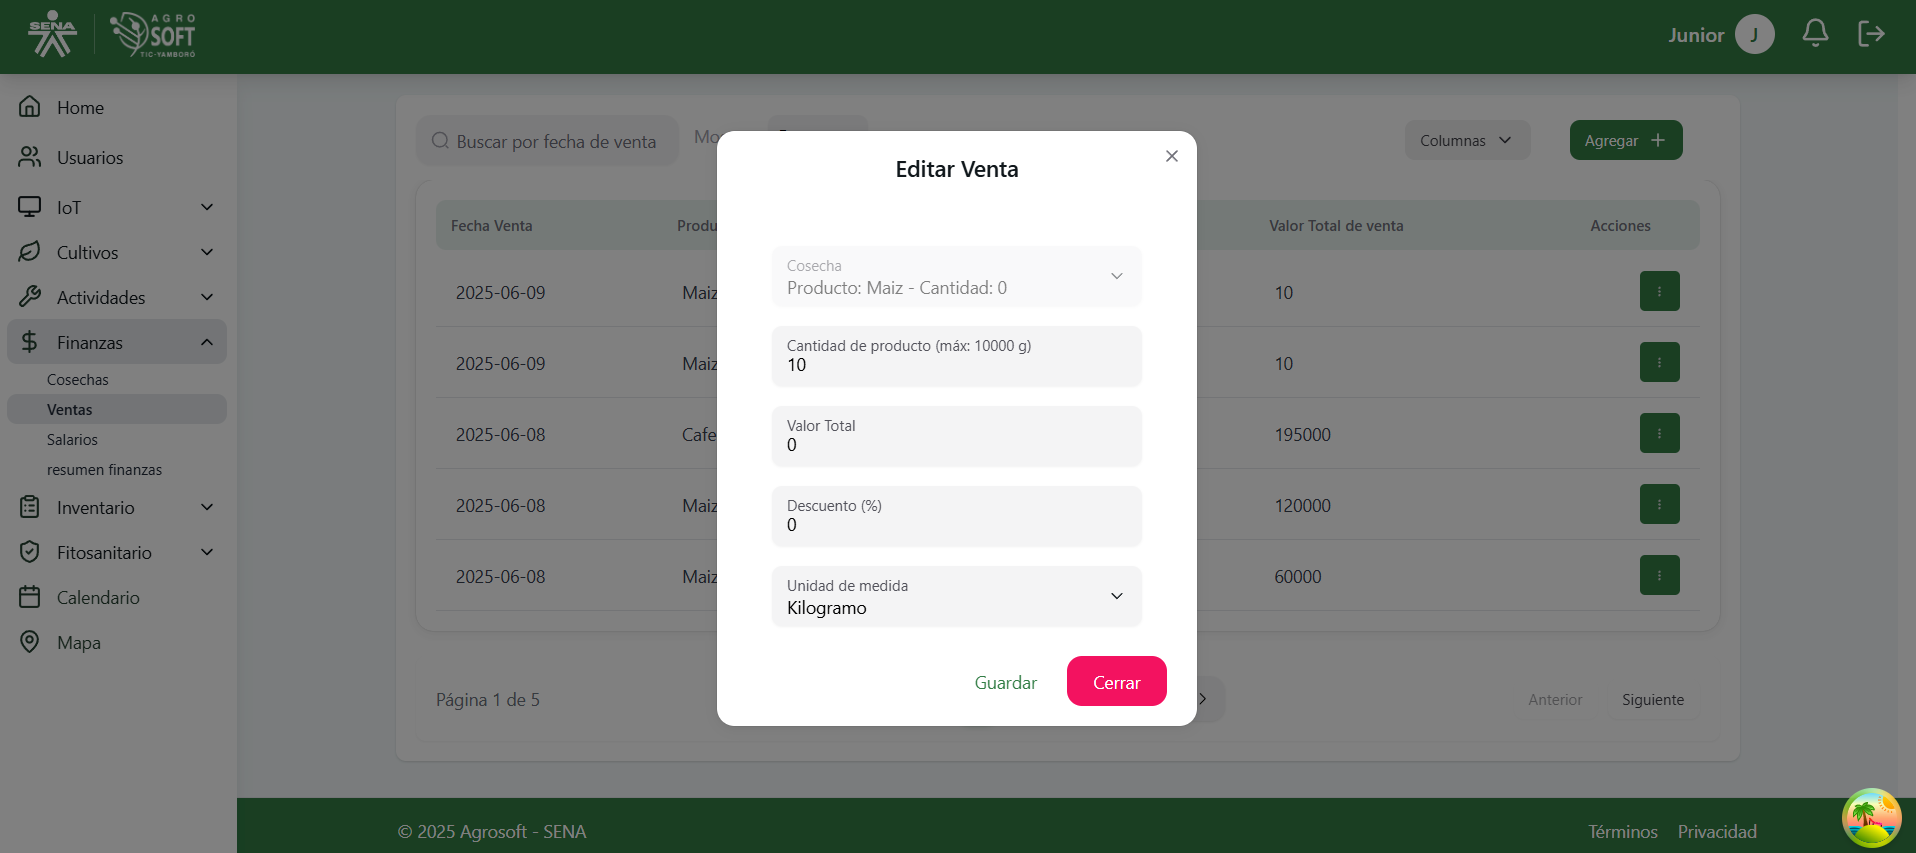 SENA
AGRO
SOFT
TIC-YAMBORÓ
Junior
J
Home
Usuarios
IoT
Cultivos
Actividades
Finanzas
Cosechas
Ventas
Salarios
resumen finanzas
Inventario
Fitosanitario
Calendario
Mapa
Buscar por fecha de venta
Columnas
Agregar
Fecha Venta
Valor Total de venta
Acciones
2025-06-09 Maiz 10
2025-06-09 Maiz 10
2025-06-08 Cafe 195000
2025-06-08 Maiz 120000
2025-06-08 Maiz 60000
Página 1 de 5
Anterior
Siguiente
Editar Venta
Cosecha
Producto: Maiz - Cantidad: 0
Cantidad de producto (máx: 10000 g)
10
Valor Total
0
Descuento (%)
0
Unidad de medida
Kilogramo
Guardar
Cerrar
© 2025 Agrosoft - SENA
Términos
Privacidad